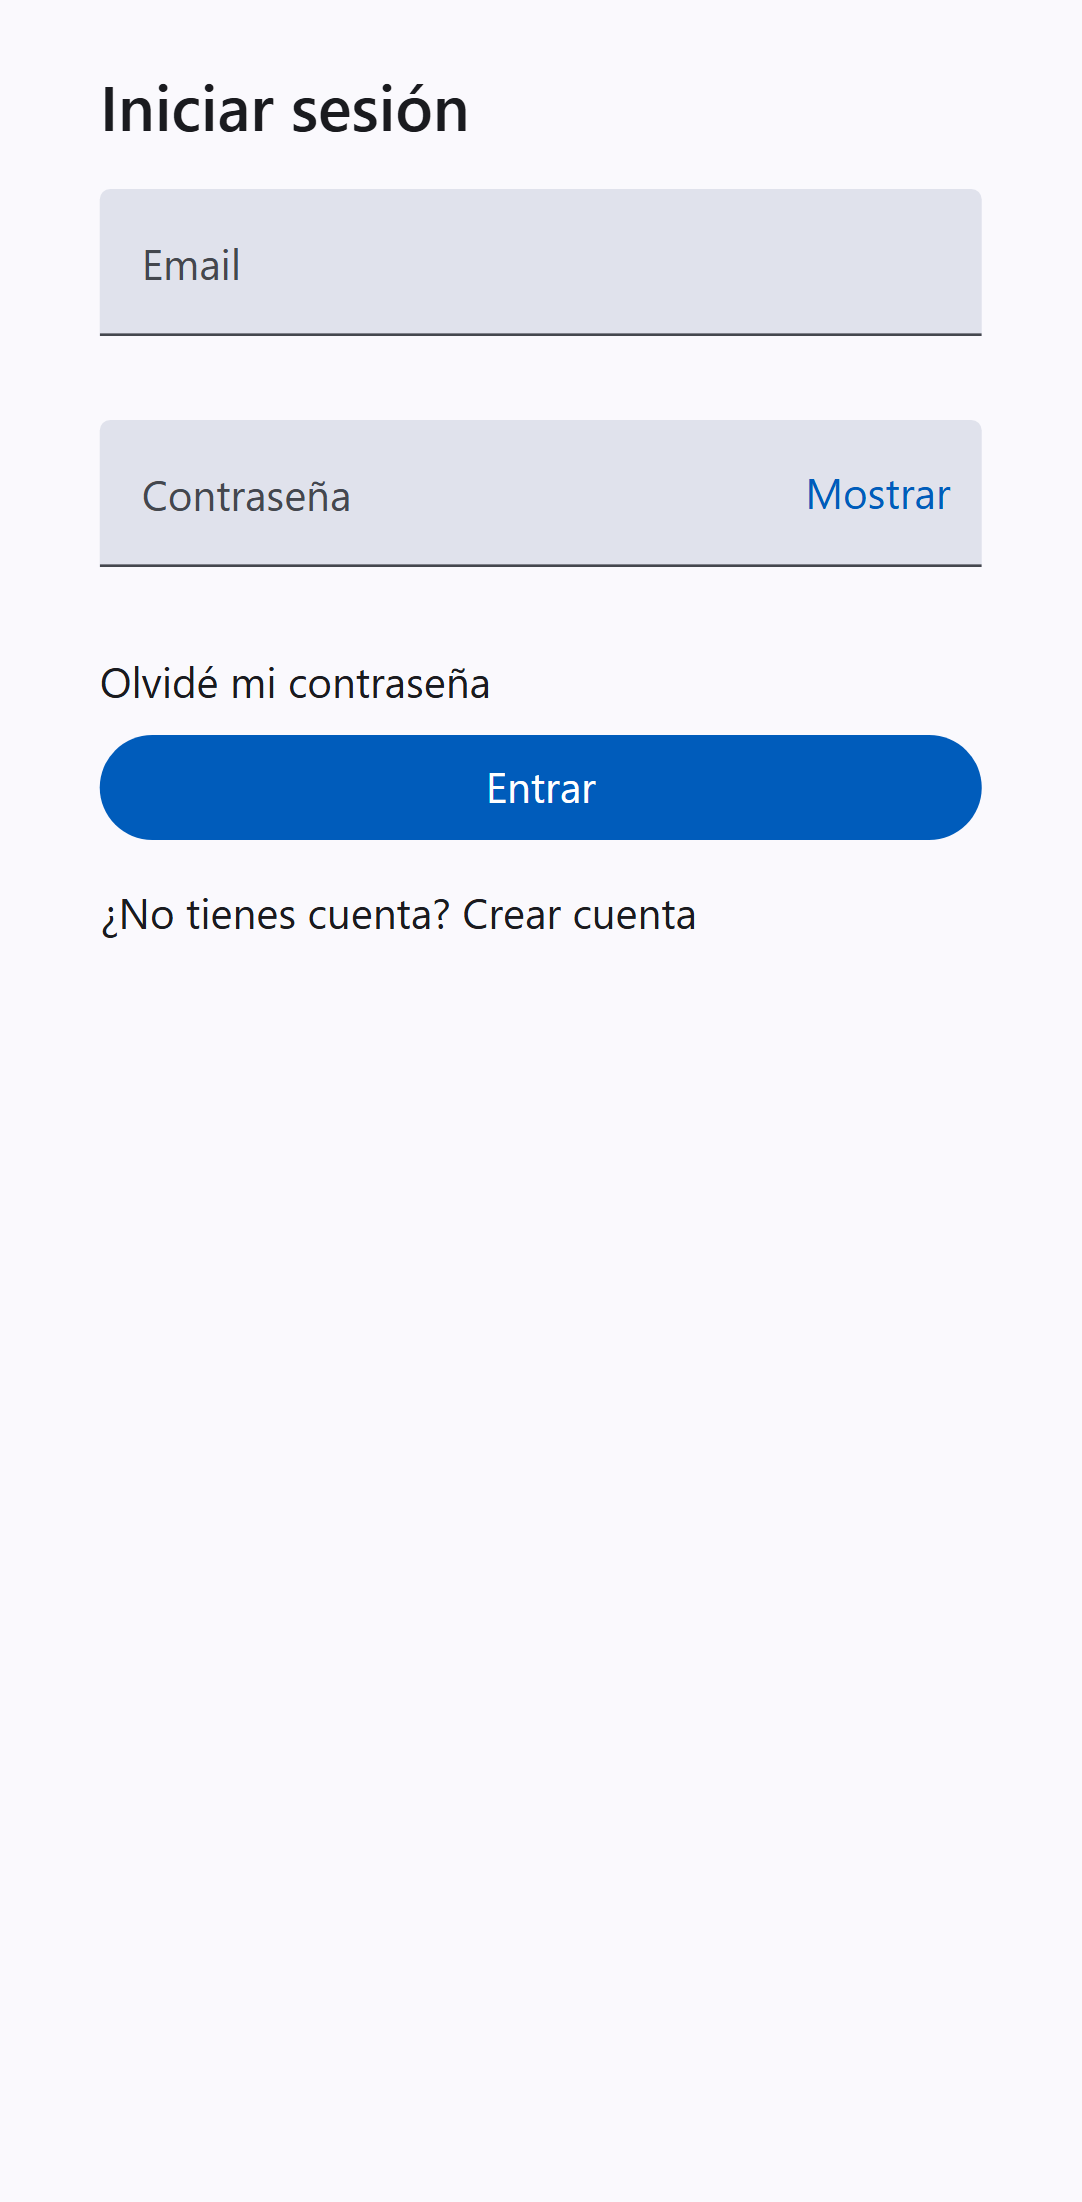 Iniciar sesión
Email
Contraseña Mostrar
Olvidé mi contraseña
Entrar
¿No tienes cuenta? Crear cuenta